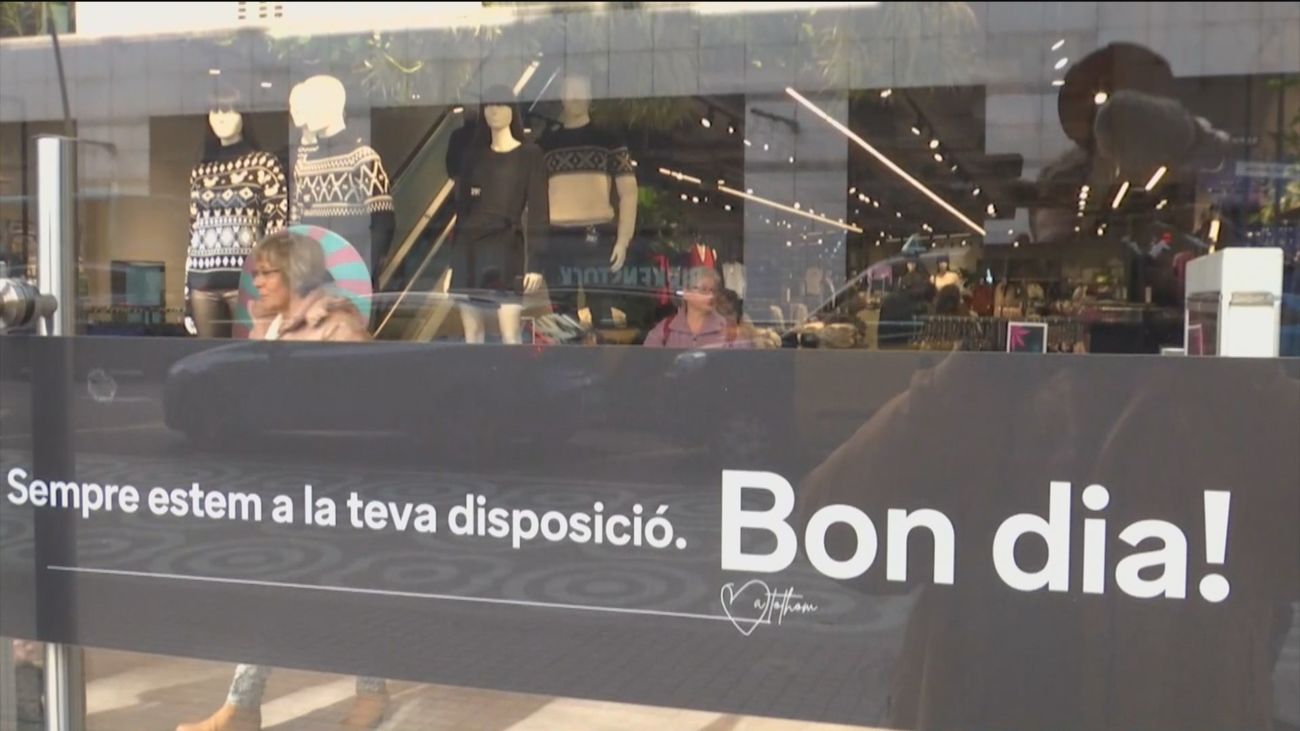 Sempre estem a la teva disposició. Bon dia!
a tothom